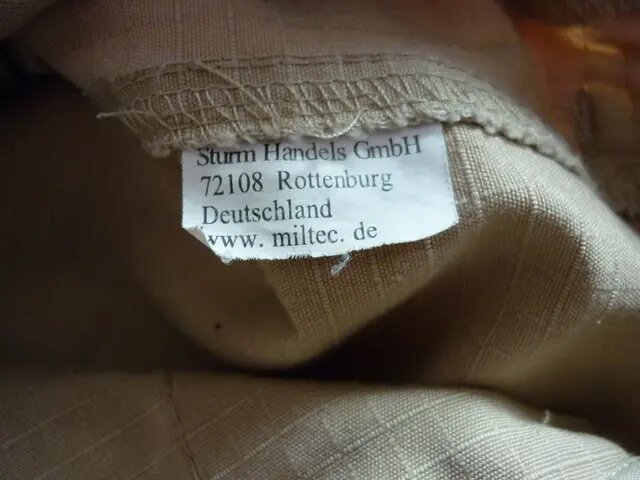 Sturm Handels GmbH
72108 Rottenburg
Deutschland
www. miltec. de